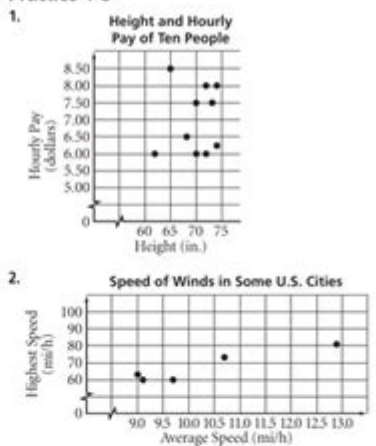 1.
Height and Hourly
Pay of Ten People
Hourly Pay
(dollars)
8.50
8.00
7.50
7.00
6.50
6.00
5.50
5.00
0
60 65 70 75
Height (in.)
2.
Speed of Winds in Some U.S. Cities
Highest Speed
(mi/h)
100
90
80
70
60
0
9.0 9.5 10.0 10.5 11.0 11.5 12.0 12.5 13.0
Average Speed (mi/h)